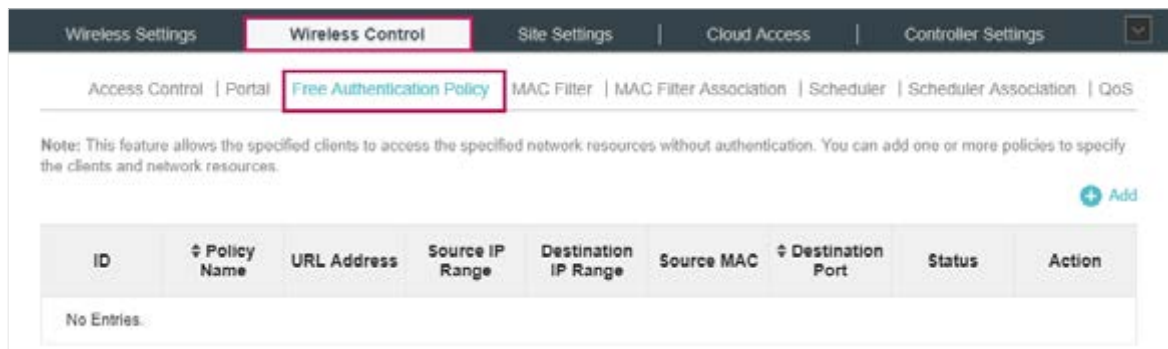 Wireless Settings Wireless Control Site Settings | Cloud Access | Controller Settings
Access Control | Portal Free Authentication Policy MAC Filter | MAC Filter Association | Scheduler | Scheduler Association | QoS
Note: This feature allows the specified clients to access the specified network resources without authentication. You can add one or more policies to specify
the clients and network resources.
Add
ID Policy Name URL Address Source IP Range Destination IP Range Source MAC Destination Port Status Action
No Entries.